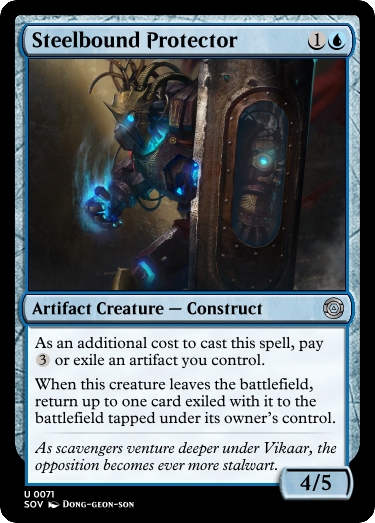 Steelbound Protector 1
Artifact Creature — Construct
As an additional cost to cast this spell, pay
3 or exile an artifact you control.
When this creature leaves the battlefield,
return up to one card exiled with it to the
battlefield tapped under its owner's control.
As scavengers venture deeper under Vikaar, the
opposition becomes ever more stalwart.
4/5
U 0071
SOV Dong-geon-son